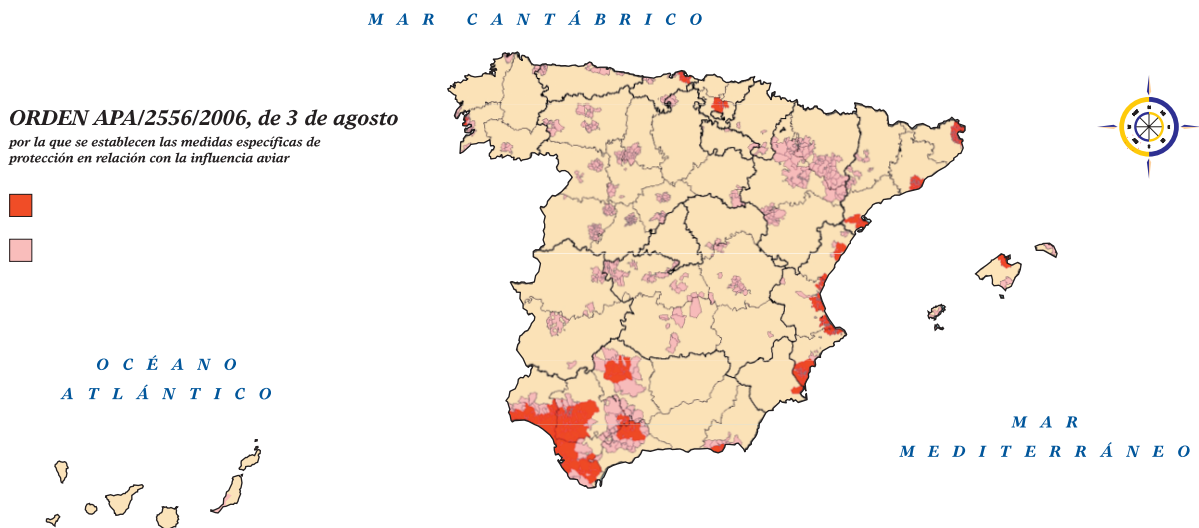 MAR CANTÁBRICO
ORDEN APA/2556/2006, de 3 de agosto
por la que se establecen las medidas específicas de
protección en relación con la influencia aviar
OCÉANO
ATLÁNTICO
MAR
MEDITERRÁNEO